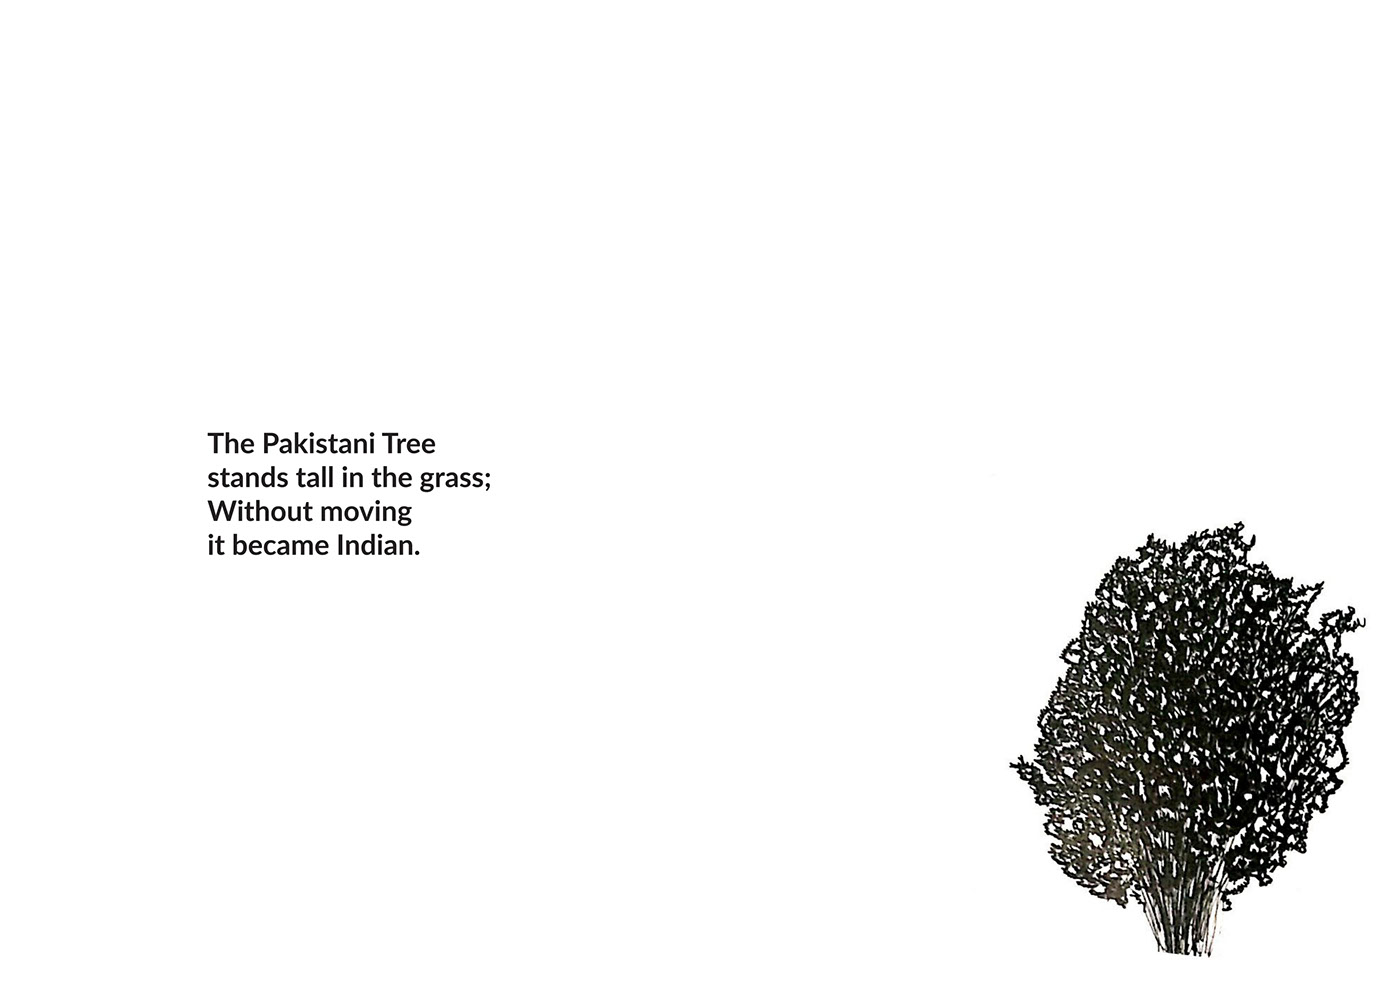 The Pakistani Tree
stands tall in the grass;
Without moving
it became Indian.